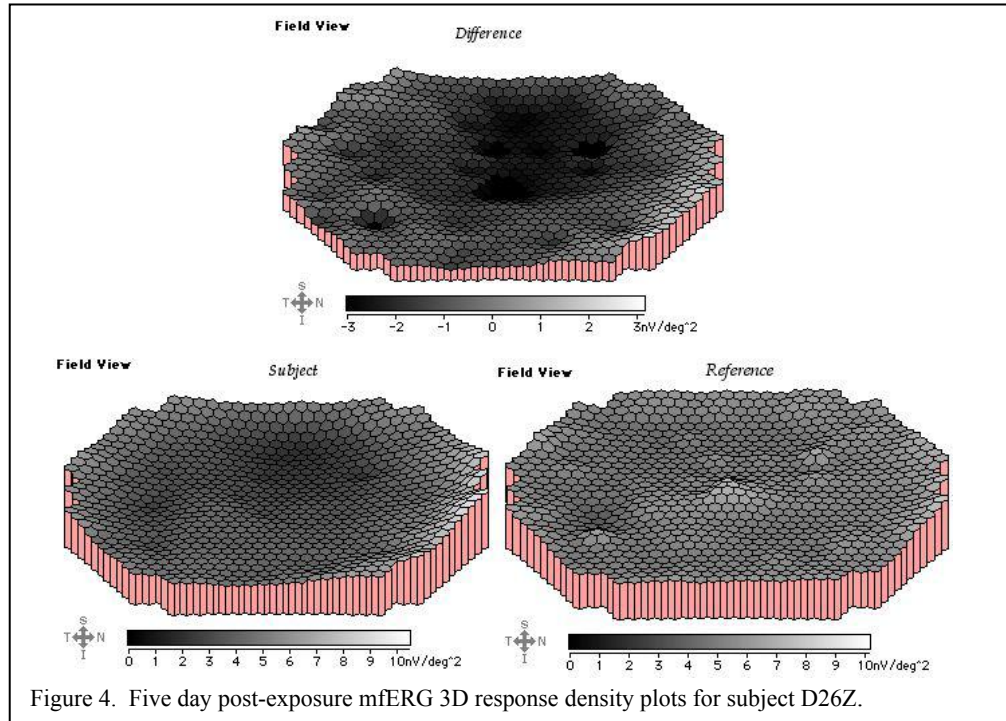 Field View
Difference
S
T N
I
-3 -2 -1 0 1 2 3nV/deg^2
Field View
Subject
S
T N
I
0 1 2 3 4 5 6 7 8 9 10nV/deg^2
Field View
Reference
S
T N
I
0 1 2 3 4 5 6 7 8 9 10nV/deg^2
Figure 4. Five day post-exposure mfERG 3D response density plots for subject D26Z.